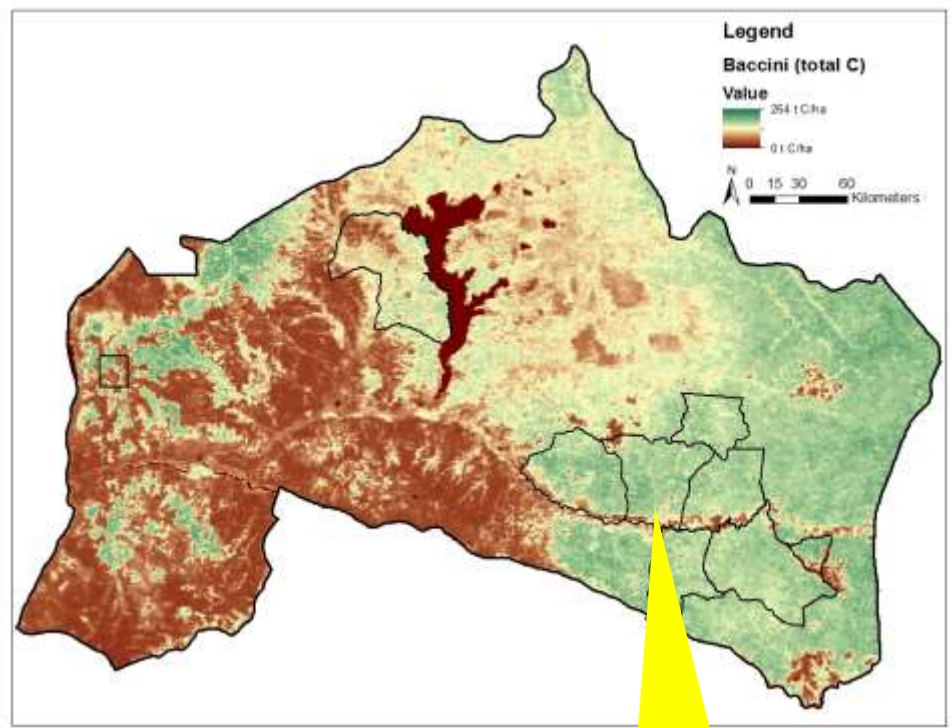 Legend
Baccini (total C)
Value
264 t C/ha
0 t C/ha
N
0 15 30 60
Kilometers